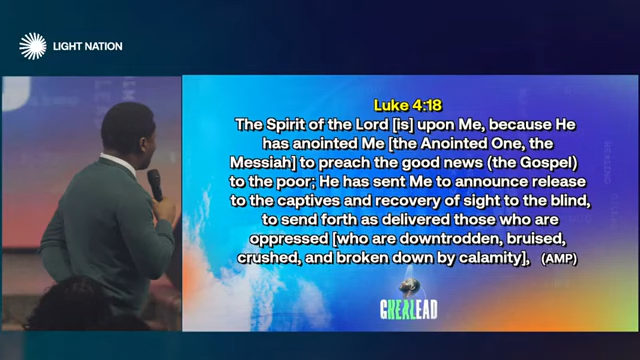 LIGHT NATION
Luke 4:18
The Spirit of the Lord [is] upon Me, because He
has anointed Me [the Anointed One, the
Messiah] to preach the good news (the Gospel)
to the poor; He has sent Me to announce release
to the captives and recovery of sight to the blind,
to send forth as delivered those who are
oppressed [who are downtrodden, bruised,
crushed, and broken down by calamity], (AMP)